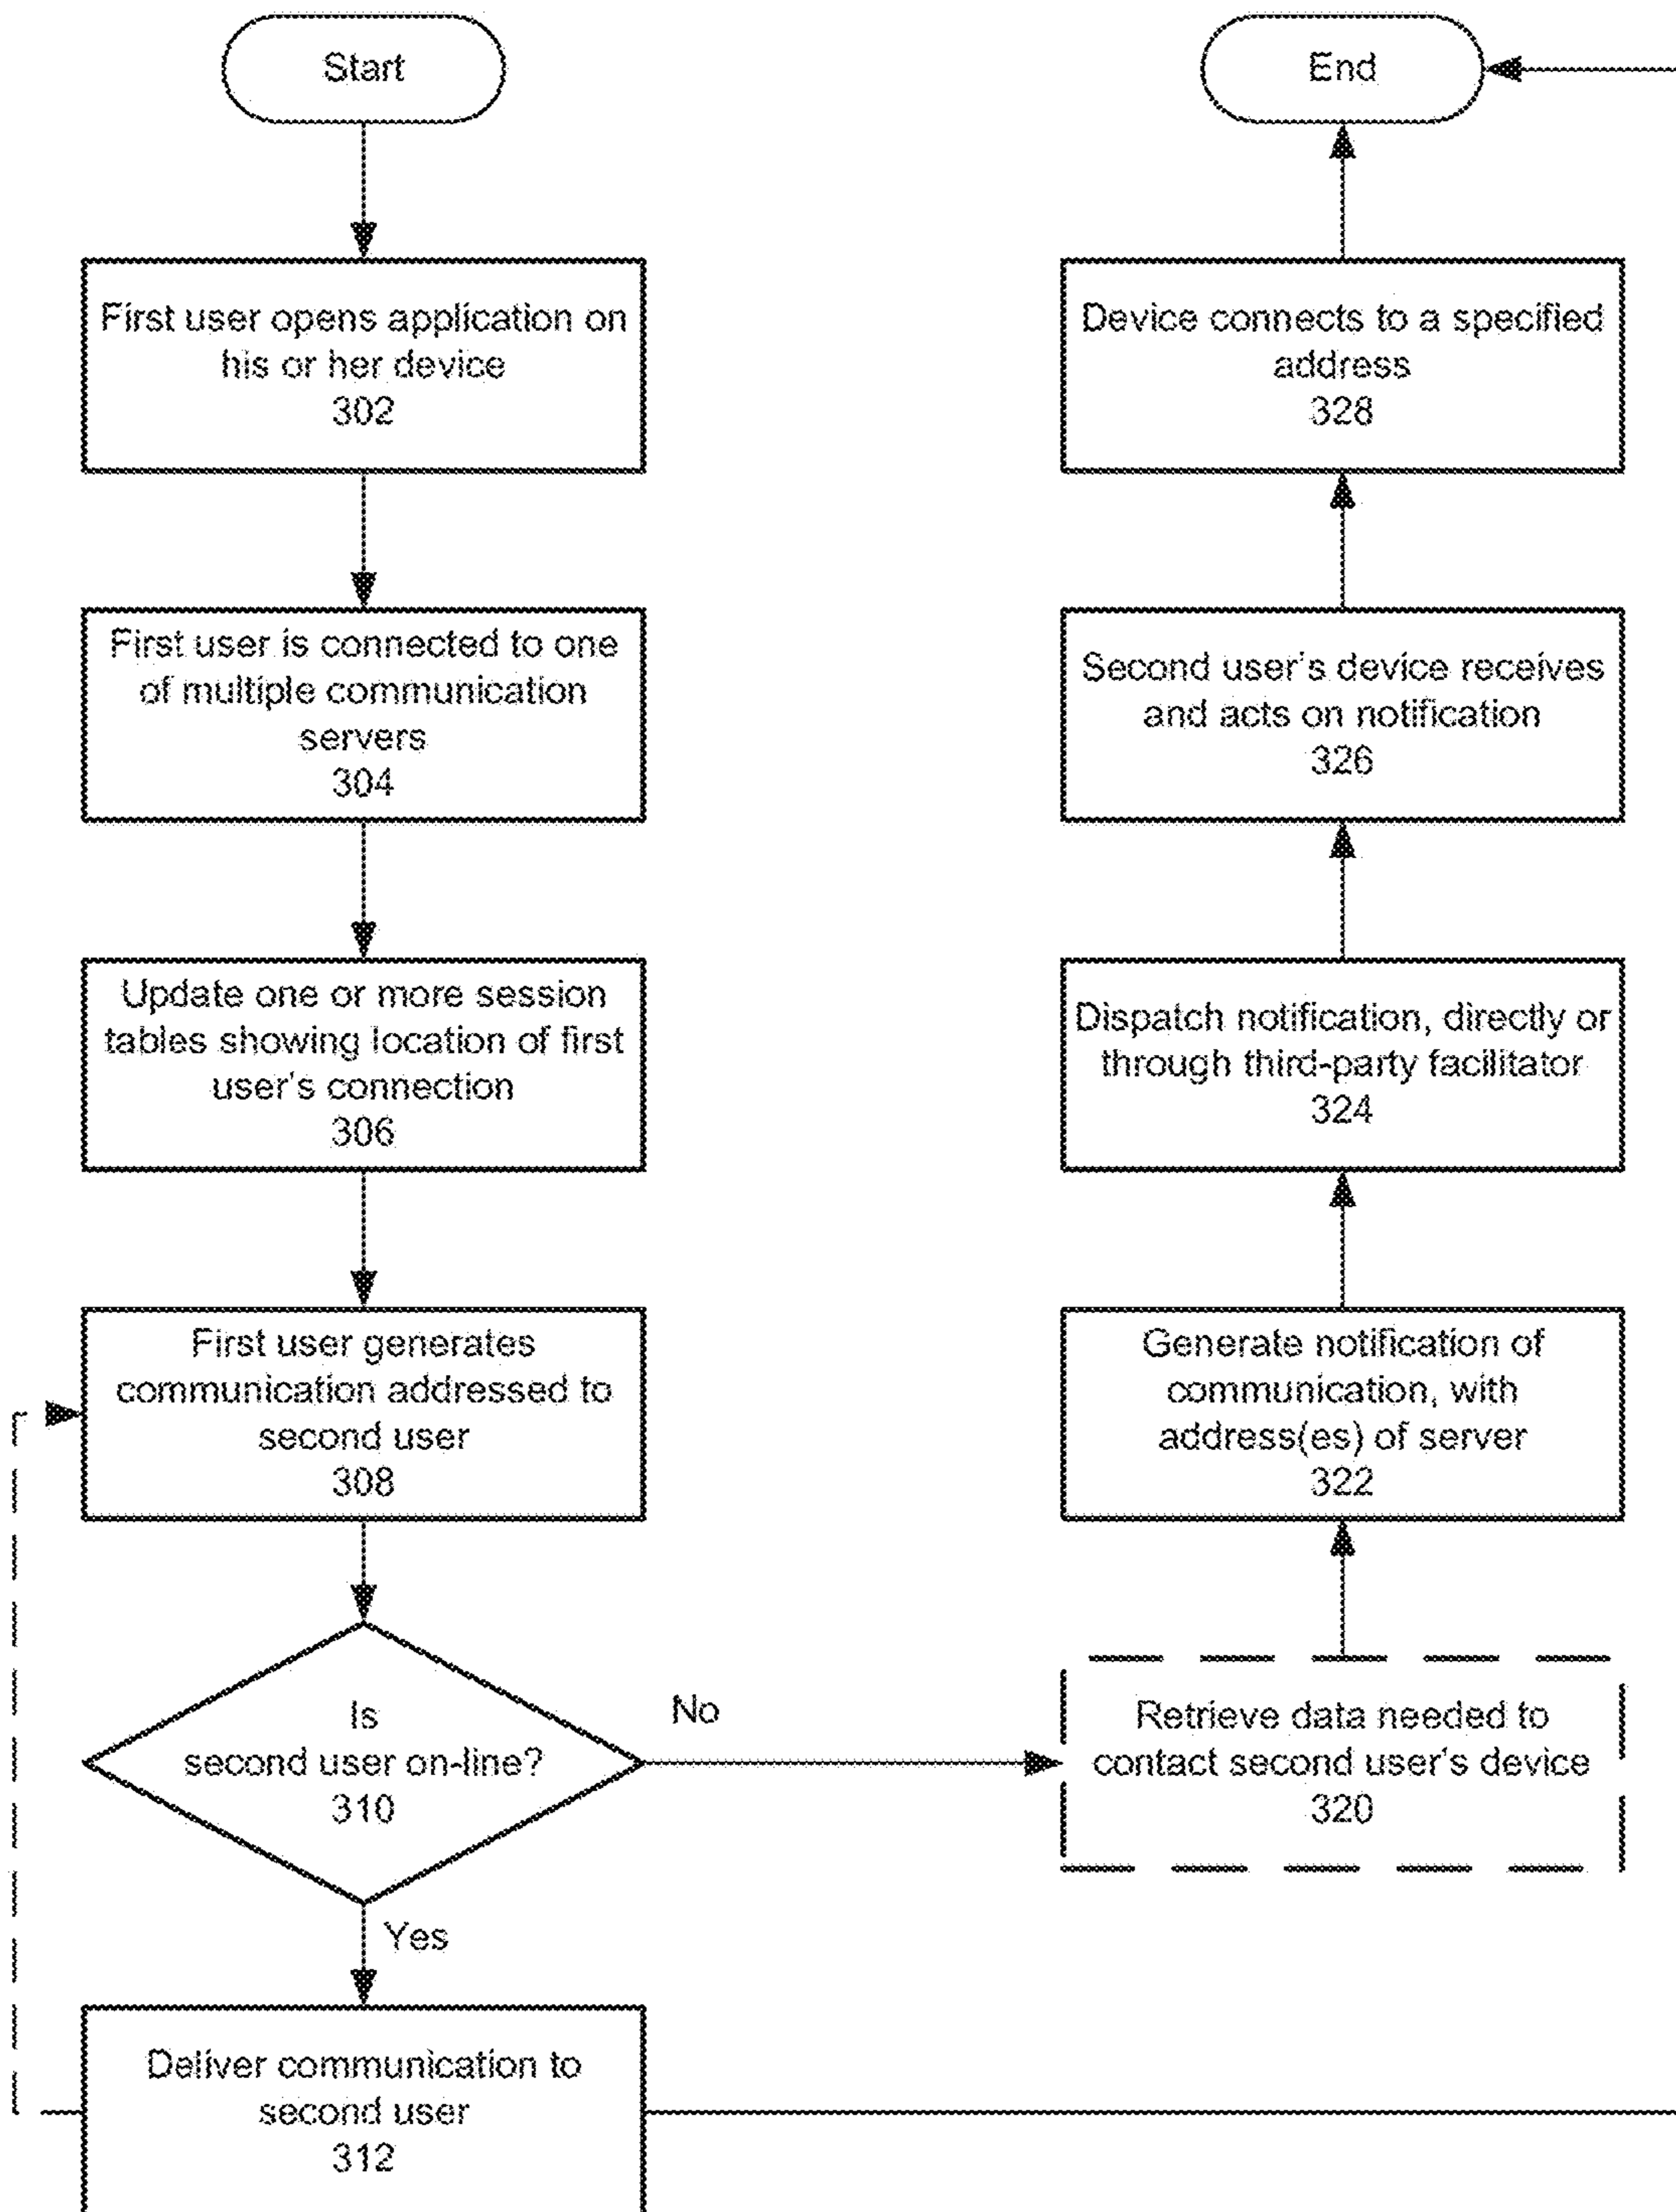 Start
First user opens application on
his or her device
302
First user is connected to one
of multiple communication
servers
304
Update one or more session
tables showing location of first
user's connection
306
First user generates
communication addressed to
second user
308
Is
second user on-line?
310
No
Yes
Deliver communication to
second user
312
Retrieve data needed to
contact second user's device
320
Generate notification of
communication, with
address(es) of server
322
Dispatch notification, directly or
through third-party facilitator
324
Second user's device receives
and acts on notification
326
Device connects to a specified
address
328
End